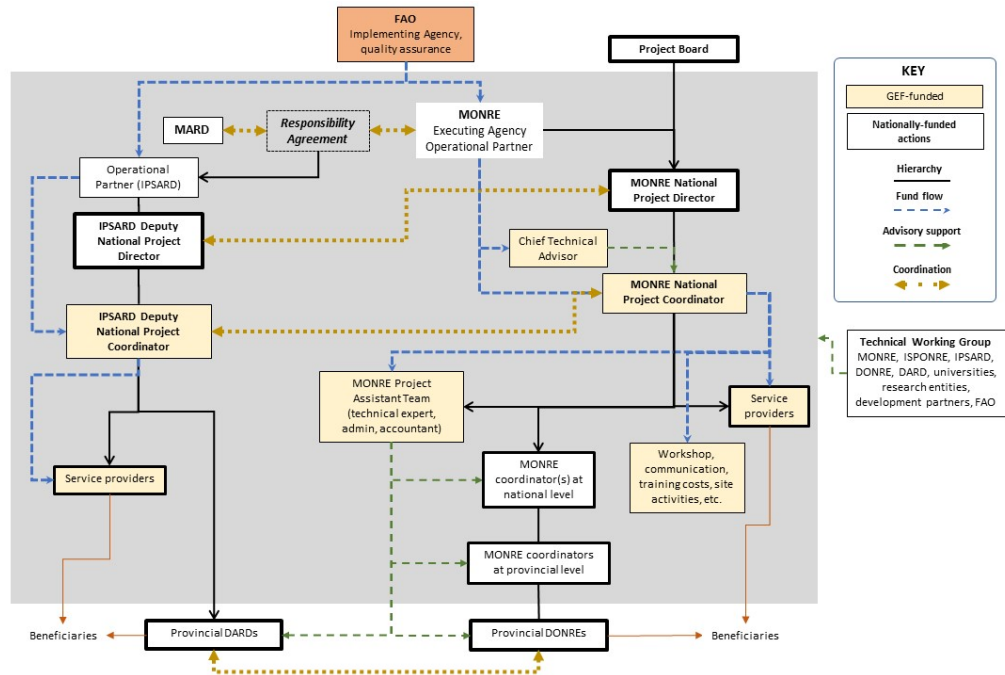 FAO
Implementing Agency,
quality assurance
Project Board
KEY
GEF-funded
Nationally-funded
actions
Hierarchy
Fund flow
Advisory support
Coordination
MARD
Responsibility
Agreement
MONRE
Executing Agency
Operational Partner
Operational
Partner (IPSARD)
MONRE National
Project Director
IPSARD Deputy
National Project
Director
Chief Technical
Advisor
MONRE National
Project Coordinator
IPSARD Deputy
National Project
Coordinator
Technical Working Group
MONRE, ISPONRE, IPSARD,
DONRE, DARD, universities,
research entities,
development partners, FAO
MONRE Project
Assistant Team
(technical expert,
admin, accountant)
Service
providers
Workshop,
communication,
training costs, site
activities, etc.
MONRE
coordinator(s) at
national level
Service providers
MONRE coordinators
at provincial level
Beneficiaries
Provincial DARDs
Provincial DONREs
Beneficiaries